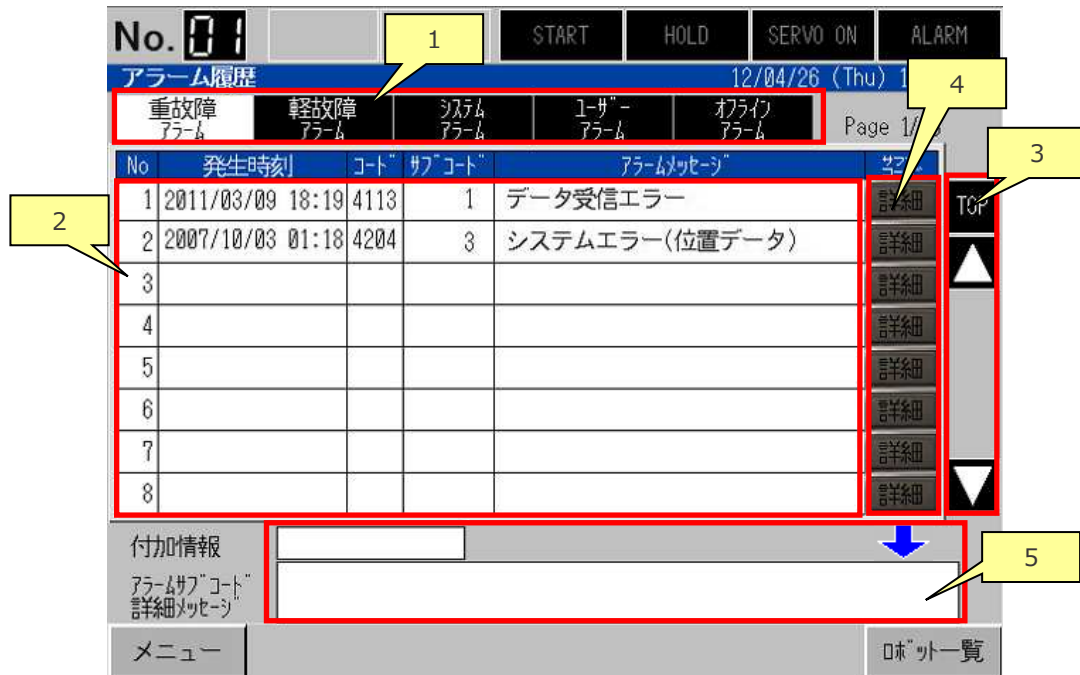 No. 01
1
START
HOLD
SERVO ON
ALARM
アラーム履歴
12/04/26 (Thu) 1
4
重故障
アラーム
軽故障
アラーム
システム
アラーム
ユーザー
アラーム
オフライン
アラーム
Page 1/
3
No
発生時刻
コード
サブコード
アラームメッセージ
2
1 2011/03/09 18:19 4113 1 データ受信エラー 詳細
TOP
2 2007/10/03 01:18 4204 3 システムエラー(位置データ) 詳細
3 詳細
4 詳細
5 詳細
6 詳細
7 詳細
8 詳細
付加情報
5
アラームサブコード
詳細メッセージ
メニュー
ロボット一覧